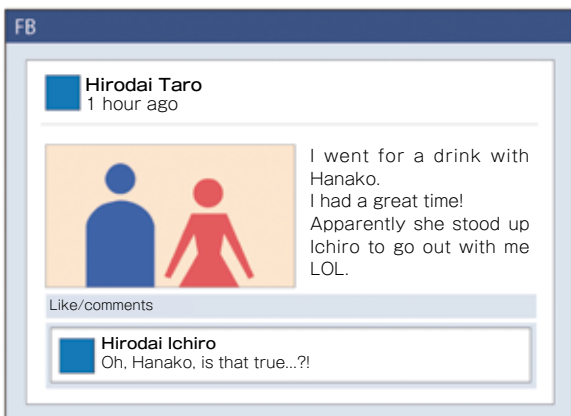 FB
Hirodai Taro
1 hour ago
I went for a drink with
Hanako.
I had a great time!
Apparently she stood up
Ichiro to go out with me
LOL.
Like/comments
Hirodai Ichiro
Oh, Hanako, is that true...?!